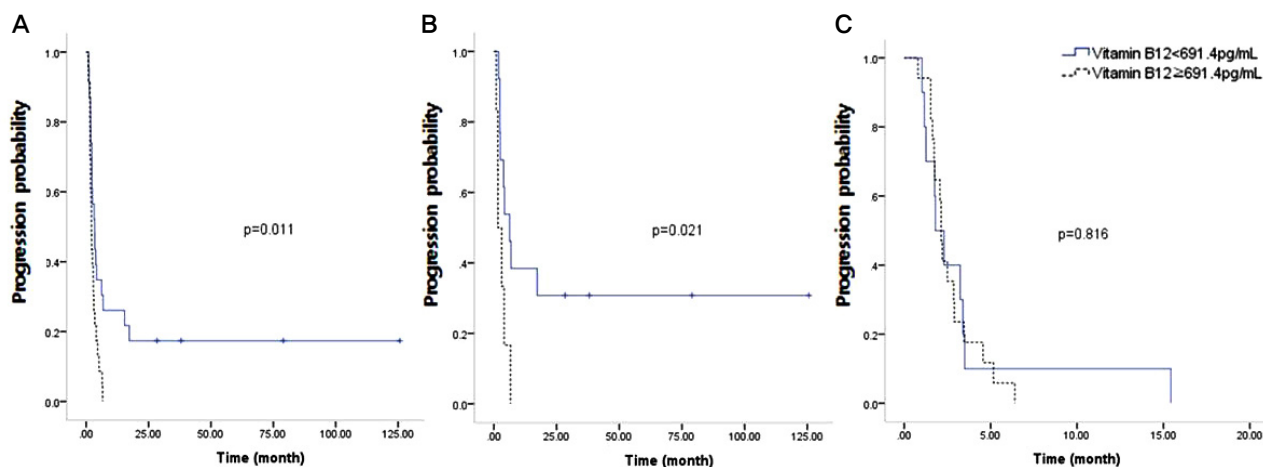 A
Progression probability
1.0
0.8
0.6
0.4
0.2
0.0
p=0.011
.00 25.00 50.00 75.00 100.00 125.00
Time (month)
B
Progression probability
1.0
.8
.6
.4
0.2
0.0
p=0.021
.00 25.00 50.00 75.00 100.00 125.00
Time (month)
C
Progression probability
1.0
.8
.6
.4
0.2
0.0
Vitamin B12<691.4pg/mL
Vitamin B12≥691.4pg/mL
p=0.816
.00 5.00 10.00 15.00 20.00
Time (month)